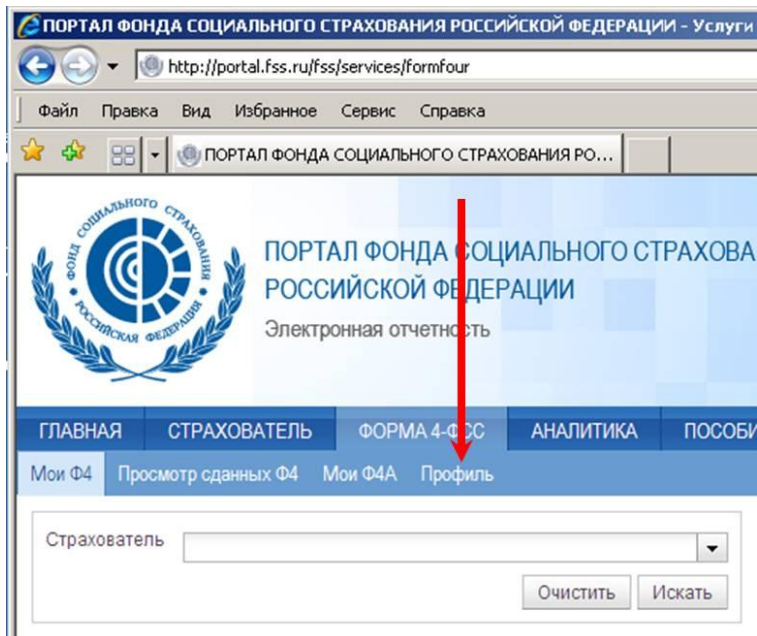 ПОРТАЛ ФОНДА СОЦИАЛЬНОГО СТРАХОВАНИЯ РОССИЙСКОЙ ФЕДЕРАЦИИ - Услуги
http://portal.fss.ru/fss/services/formfour
Файл Правка Вид Избранное Сервис Справка
ПОРТАЛ ФОНДА СОЦИАЛЬНОГО СТРАХОВАНИЯ РО...
ФОНД СОЦИАЛЬНОГО СТРАХОВАНИЯ
РОССИЙСКАЯ ФЕДЕРАЦИЯ
ПОРТАЛ ФОНДА СОЦИАЛЬНОГО СТРАХОВА
РОССИЙСКОЙ ФЕДЕРАЦИИ
Электронная отчетность
ГЛАВНАЯ СТРАХОВАТЕЛЬ ФОРМА 4-ФСС АНАЛИТИКА ПОСОБИ
Мои Ф4 Просмотр сданных Ф4 Мои Ф4А Профиль
Страхователь
Очистить Искать